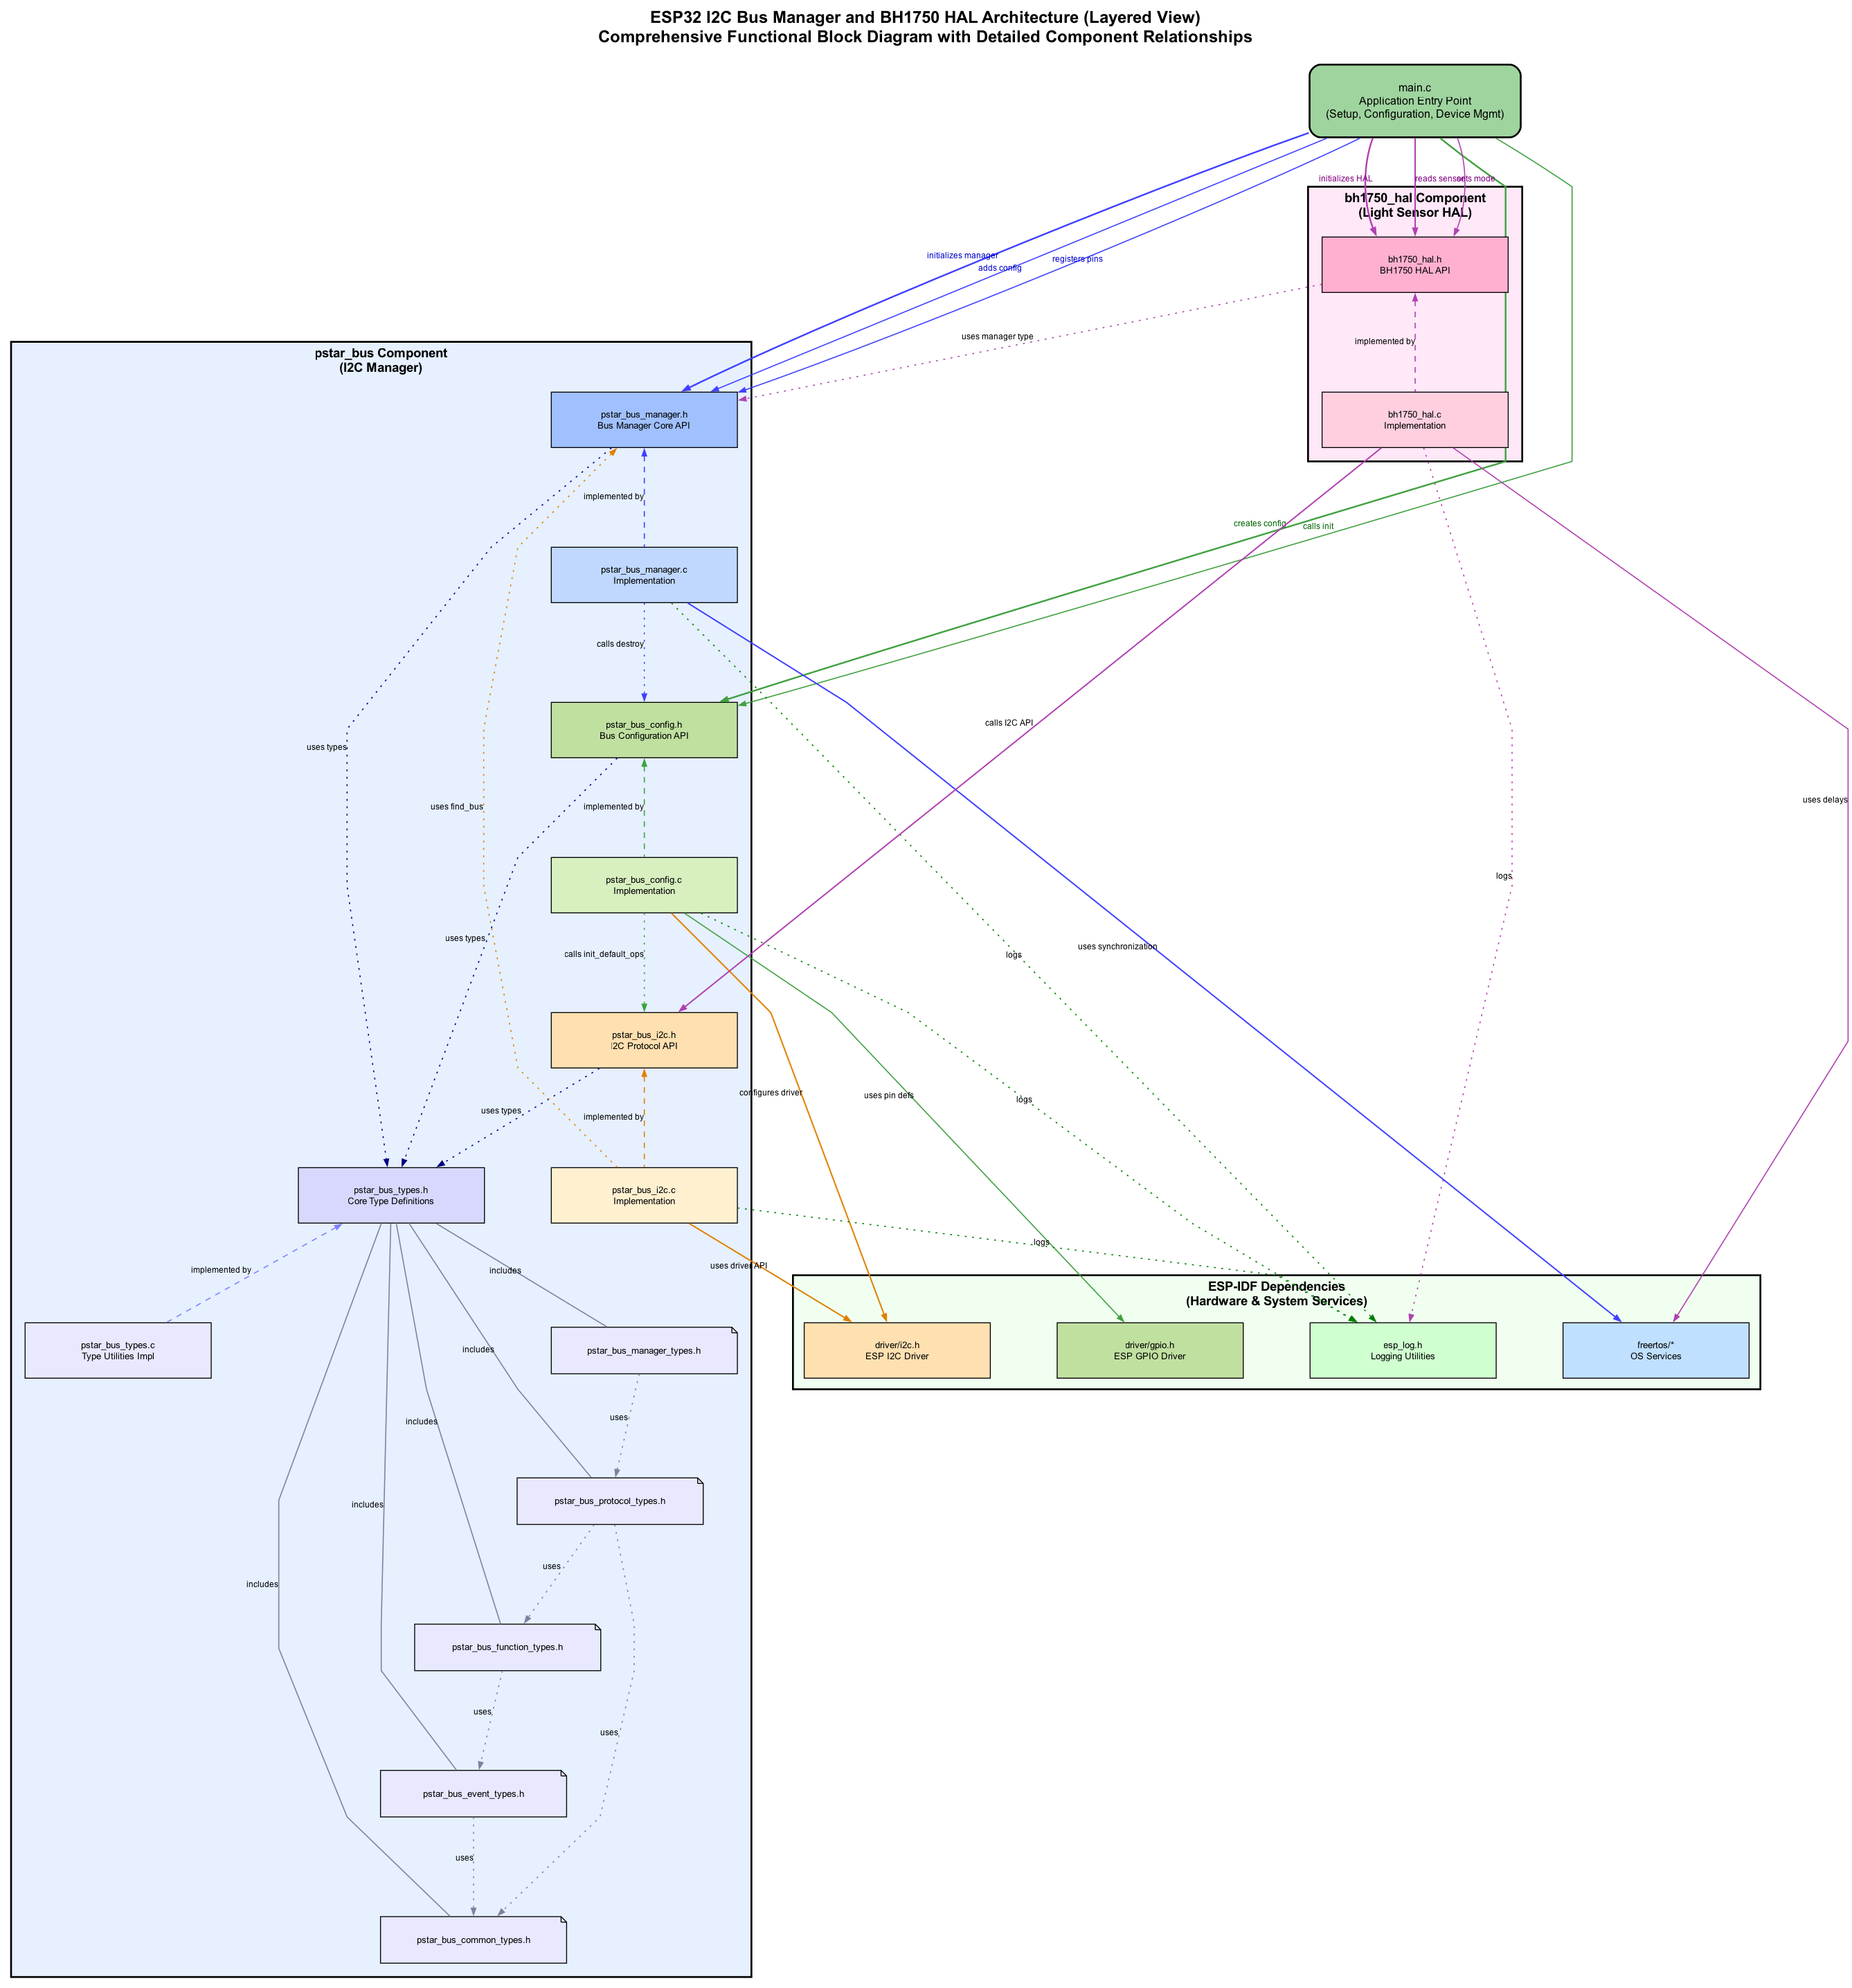 ESP32 I2C Bus Manager and BH1750 HAL Architecture (Layered View)
Comprehensive Functional Block Diagram with Detailed Component Relationships
main.c
Application Entry Point
(Setup, Configuration, Device Mgmt)
initializes HAL
reads sensor
sets mode
bh1750_hal Component
(Light Sensor HAL)
bh1750_hal.h
BH1750 HAL API
initializes manager
adds config
registers pins
uses manager type
implemented by
pstar_bus Component
(I2C Manager)
pstar_bus_manager.h
Bus Manager Core API
bh1750_hal.c
Implementation
implemented by
creates config
calls init
pstar_bus_manager.c
Implementation
calls destroy
calls I2C API
pstar_bus_config.h
Bus Configuration API
uses types
uses find_bus
implemented by
uses delays
pstar_bus_config.c
Implementation
logs
uses types
calls init_default_ops
uses synchronization
logs
pstar_bus_i2c.h
I2C Protocol API
configures driver
uses pin defs
logs
uses types
implemented by
pstar_bus_types.h
Core Type Definitions
pstar_bus_i2c.c
Implementation
logs
implemented by
includes
uses driver API
ESP-IDF Dependencies
(Hardware & System Services)
pstar_bus_types.c
Type Utilities Impl
pstar_bus_manager_types.h
driver/i2c.h
ESP I2C Driver
driver/gpio.h
ESP GPIO Driver
esp_log.h
Logging Utilities
freertos/*
OS Services
includes
includes
uses
pstar_bus_protocol_types.h
includes
uses
includes
pstar_bus_function_types.h
uses
uses
pstar_bus_event_types.h
uses
pstar_bus_common_types.h